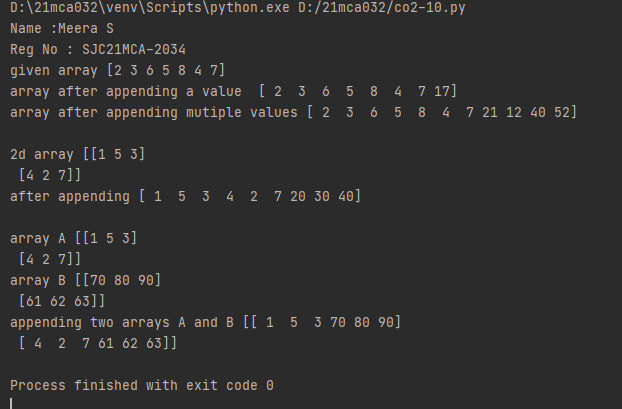 D:\21mca032\venv\Scripts\python.exe D:/21mca032/co2-10.py
Name :Meera S
Reg No : SJC21MCA-2034
given array [2 3 6 5 8 4 7]
array after appending a value  [ 2  3  6  5  8  4  7 17]
array after appending mutiple values [ 2  3  6  5  8  4  7 21 12 40 52]
2d array [[1 5 3]
 [4 2 7]]
after appending [ 1  5  3  4  2  7 20 30 40]
array A [[1 5 3]
 [4 2 7]]
array B [[70 80 90]
 [61 62 63]]
appending two arrays A and B [[ 1  5  3 70 80 90]
 [ 4  2  7 61 62 63]]
Process finished with exit code 0